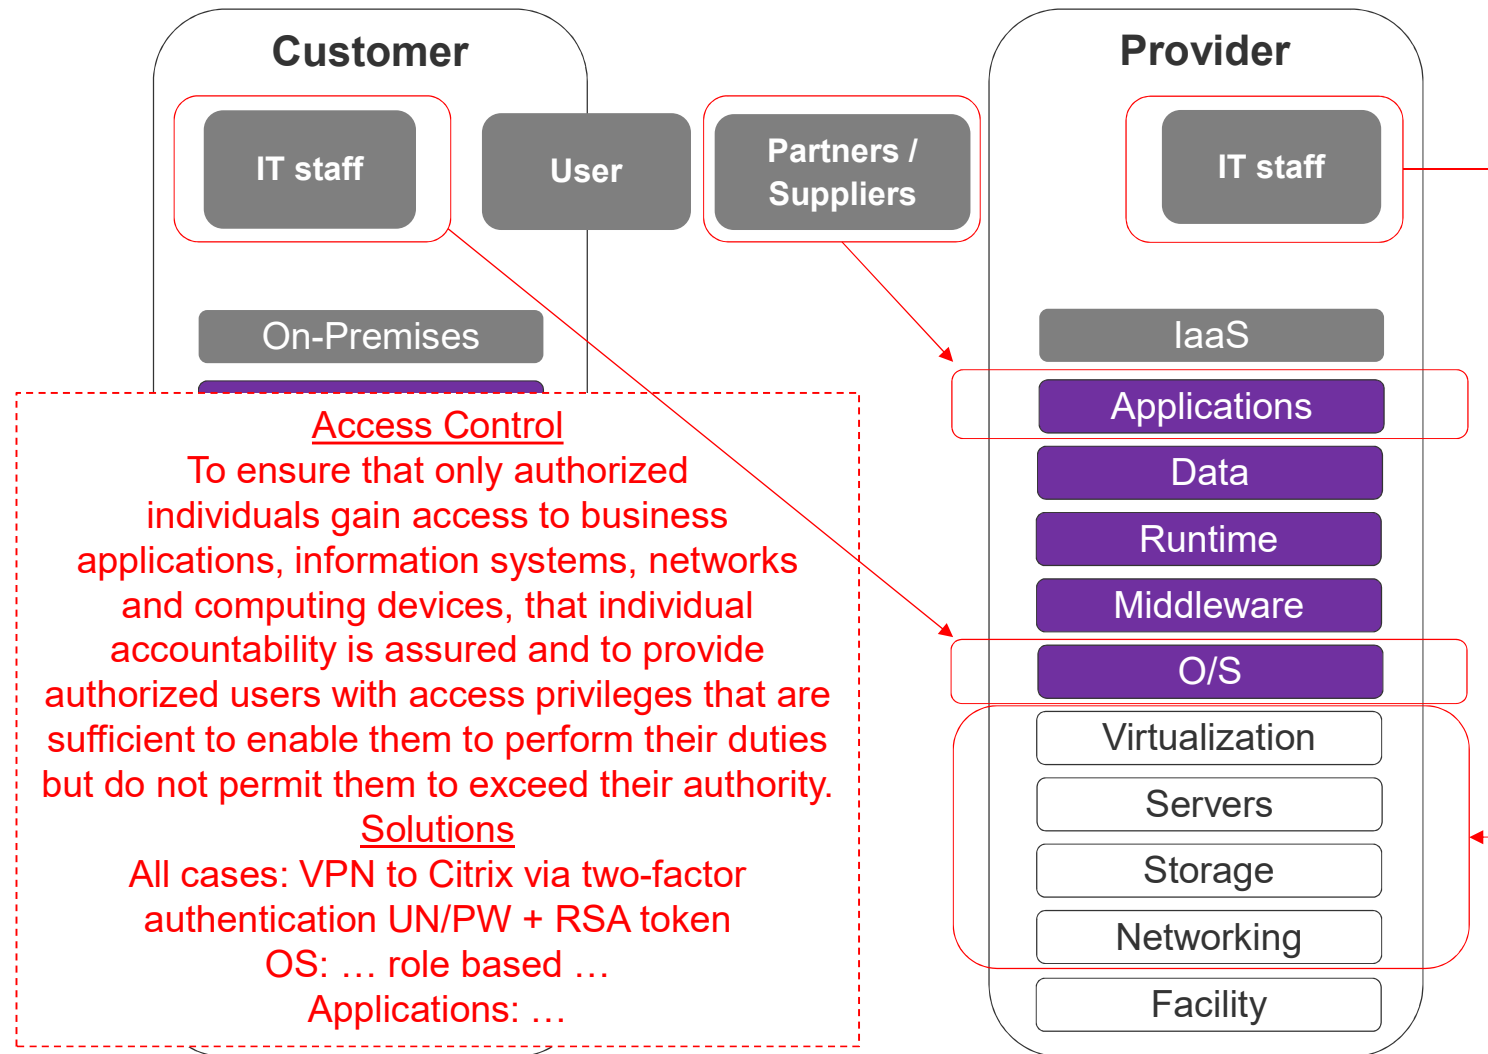 Customer
Provider
IT staff
User
Partners /
Suppliers
IT staff
On-Premises
IaaS
Access Control
To ensure that only authorized
individuals gain access to business
applications, information systems, networks
and computing devices, that individual
accountability is assured and to provide
authorized users with access privileges that are
sufficient to enable them to perform their duties
but do not permit them to exceed their authority.
Solutions
All cases: VPN to Citrix via two-factor
authentication UN/PW + RSA token
OS: … role based …
Applications: …
Applications
Data
Runtime
Middleware
O/S
Virtualization
Servers
Storage
Networking
Facility